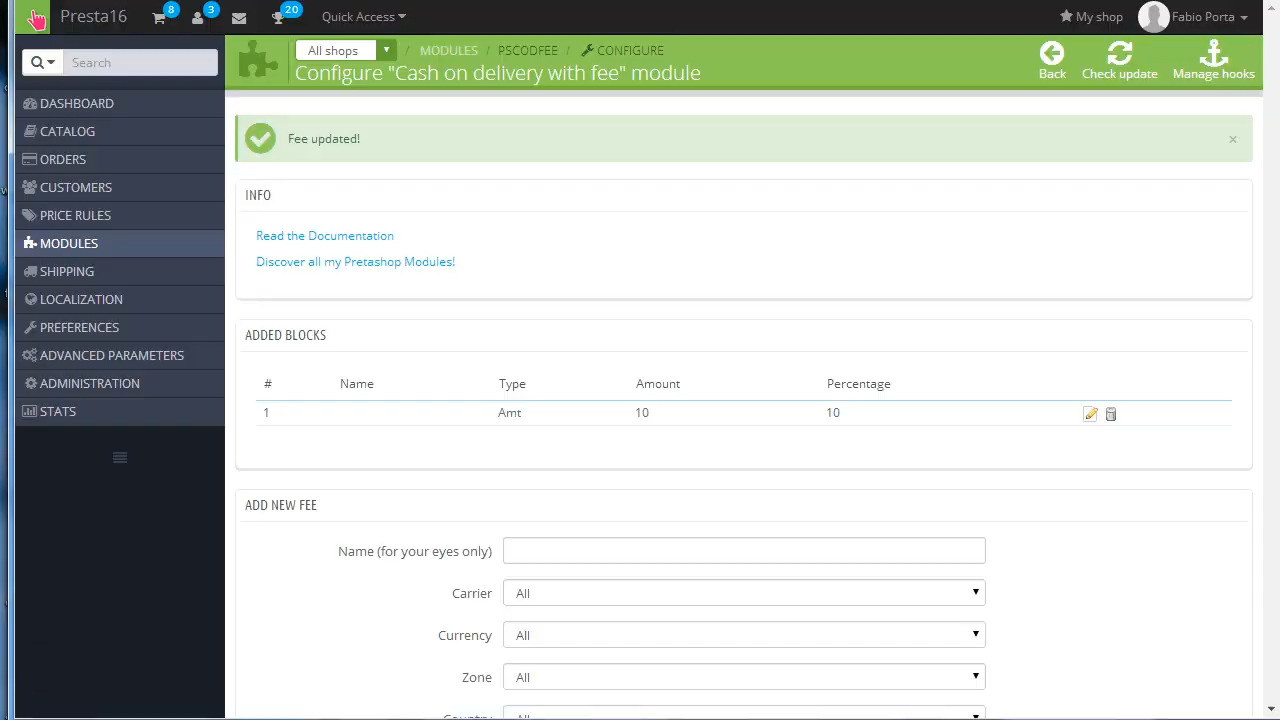 Presta16 8 3 20 Quick Access My shop Fabio Porta
All shops / MODULES / PSCODFEE / CONFIGURE
Configure "Cash on delivery with fee" module
Back Check update Manage hooks
Search
DASHBOARD
CATALOG
ORDERS
CUSTOMERS
PRICE RULES
MODULES
SHIPPING
LOCALIZATION
PREFERENCES
ADVANCED PARAMETERS
ADMINISTRATION
STATS
Fee updated! ×
INFO
Read the Documentation
Discover all my Pretashop Modules!
ADDED BLOCKS
# Name Type Amount Percentage
1 Amt 10 10
ADD NEW FEE
Name (for your eyes only)
Carrier All
Currency All
Zone All
Country All